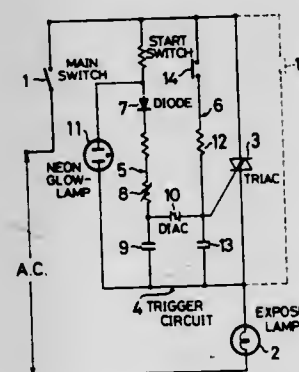 START
SWITCH
MAIN
SWITCH
1
14
6
7
DIODE
11
12
3
5
NEON
GLOW-
LAMP
8
10
TRIAC
DIAC
9
13
A.C.
4 TRIGGER
CIRCUIT
LAMP
2